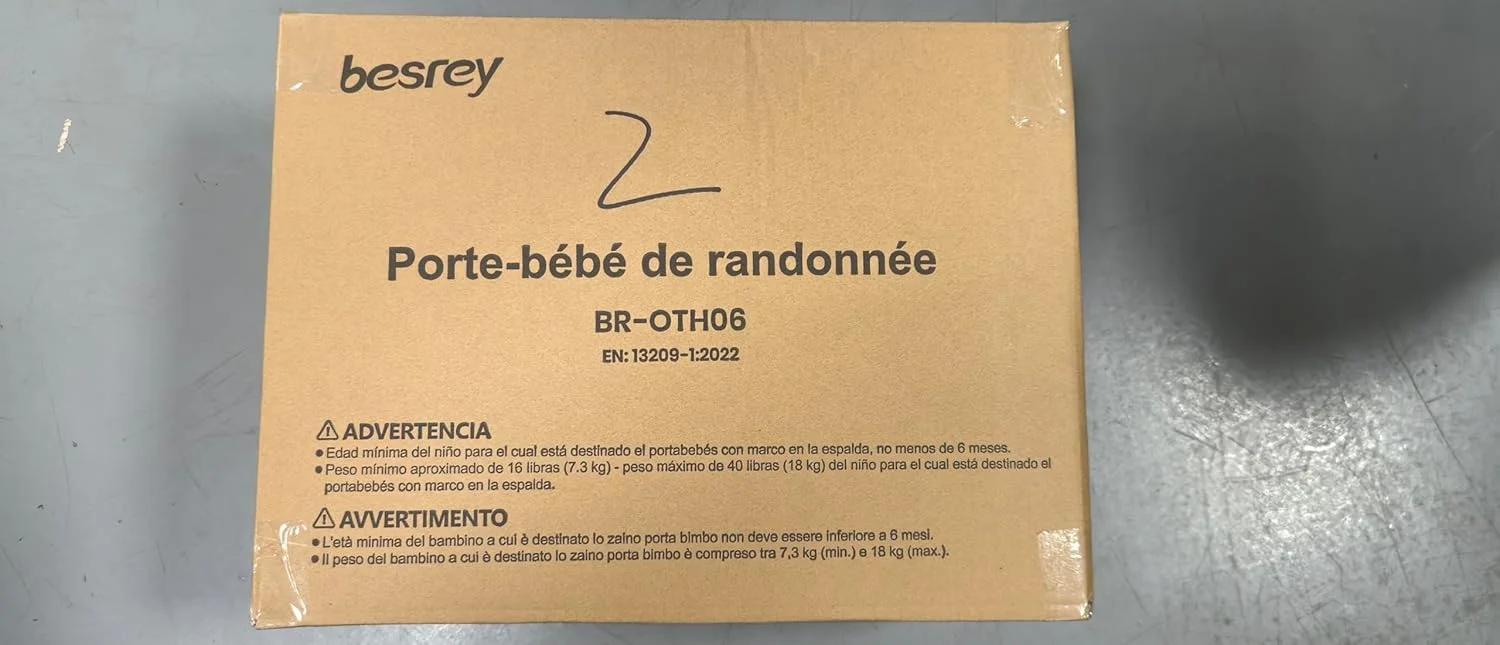 besrey
2
Porte-bébé de randonnée
BR-OTH06
EN: 13209-1:2022
⚠ ADVERTENCIA
● Edad mínima del niño para el cual está destinado el portabebés con marco en la espalda, no menos de 6 meses.
● Peso mínimo aproximado de 16 libras (7.3 kg) - peso máximo de 40 libras (18 kg) del niño para el cual está destinado el
portabebés con marco en la espalda.
⚠ AVVERTIMENTO
● L'età minima del bambino a cui è destinato lo zaino porta bimbo non deve essere inferiore a 6 mesi.
● Il peso del bambino a cui è destinato lo zaino porta bimbo è compreso tra 7,3 kg (min.) e 18 kg (max.).